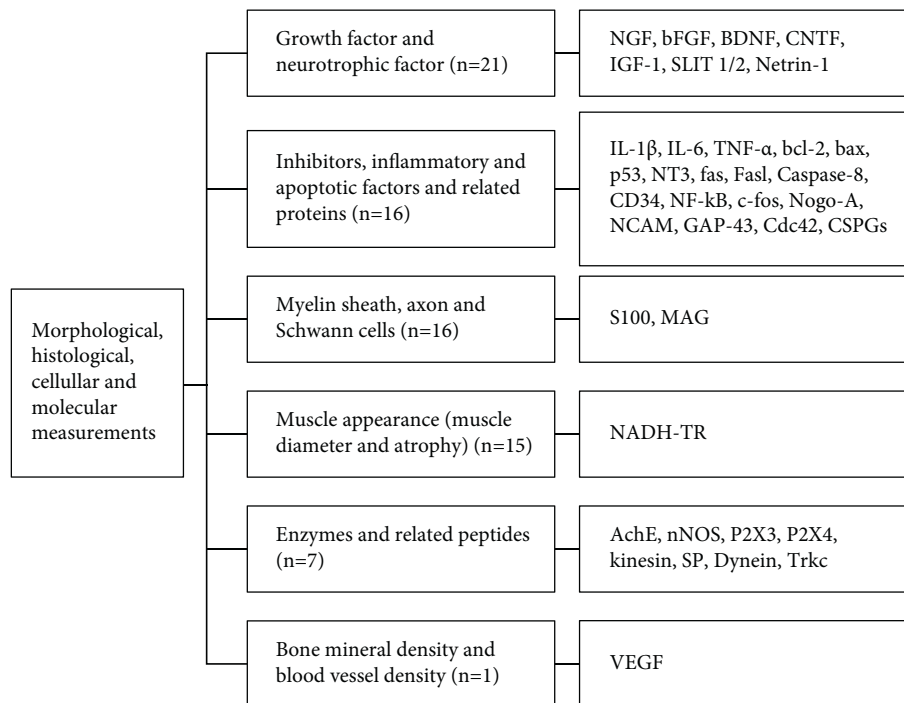 Morphological,
histological,
cellullar and
molecular
measurements
Growth factor and
neurotrophic factor (n=21)
NGF, bFGF, BDNF, CNTF,
IGF-1, SLIT 1/2, Netrin-1
Inhibitors, inflammatory and
apoptotic factors and related
proteins (n=16)
IL-1β, IL-6, TNF-α, bcl-2, bax,
p53, NT3, fas, Fasl, Caspase-8,
CD34, NF-kB, c-fos, Nogo-A,
NCAM, GAP-43, Cdc42, CSPGs
Myelin sheath, axon and
Schwann cells (n=16)
S100, MAG
Muscle appearance (muscle
diameter and atrophy) (n=15)
NADH-TR
Enzymes and related peptides
(n=7)
AchE, nNOS, P2X3, P2X4,
kinesin, SP, Dynein, Trkc
Bone mineral density and
blood vessel density (n=1)
VEGF